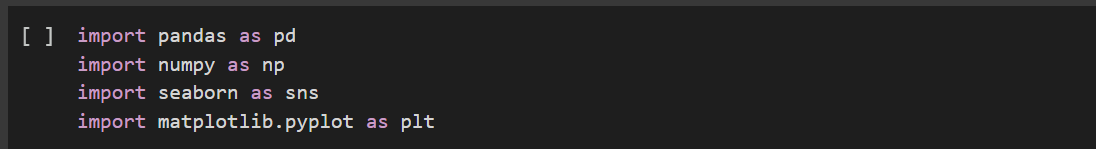 [ ] import pandas as pd
import numpy as np
import seaborn as sns
import matplotlib.pyplot as plt